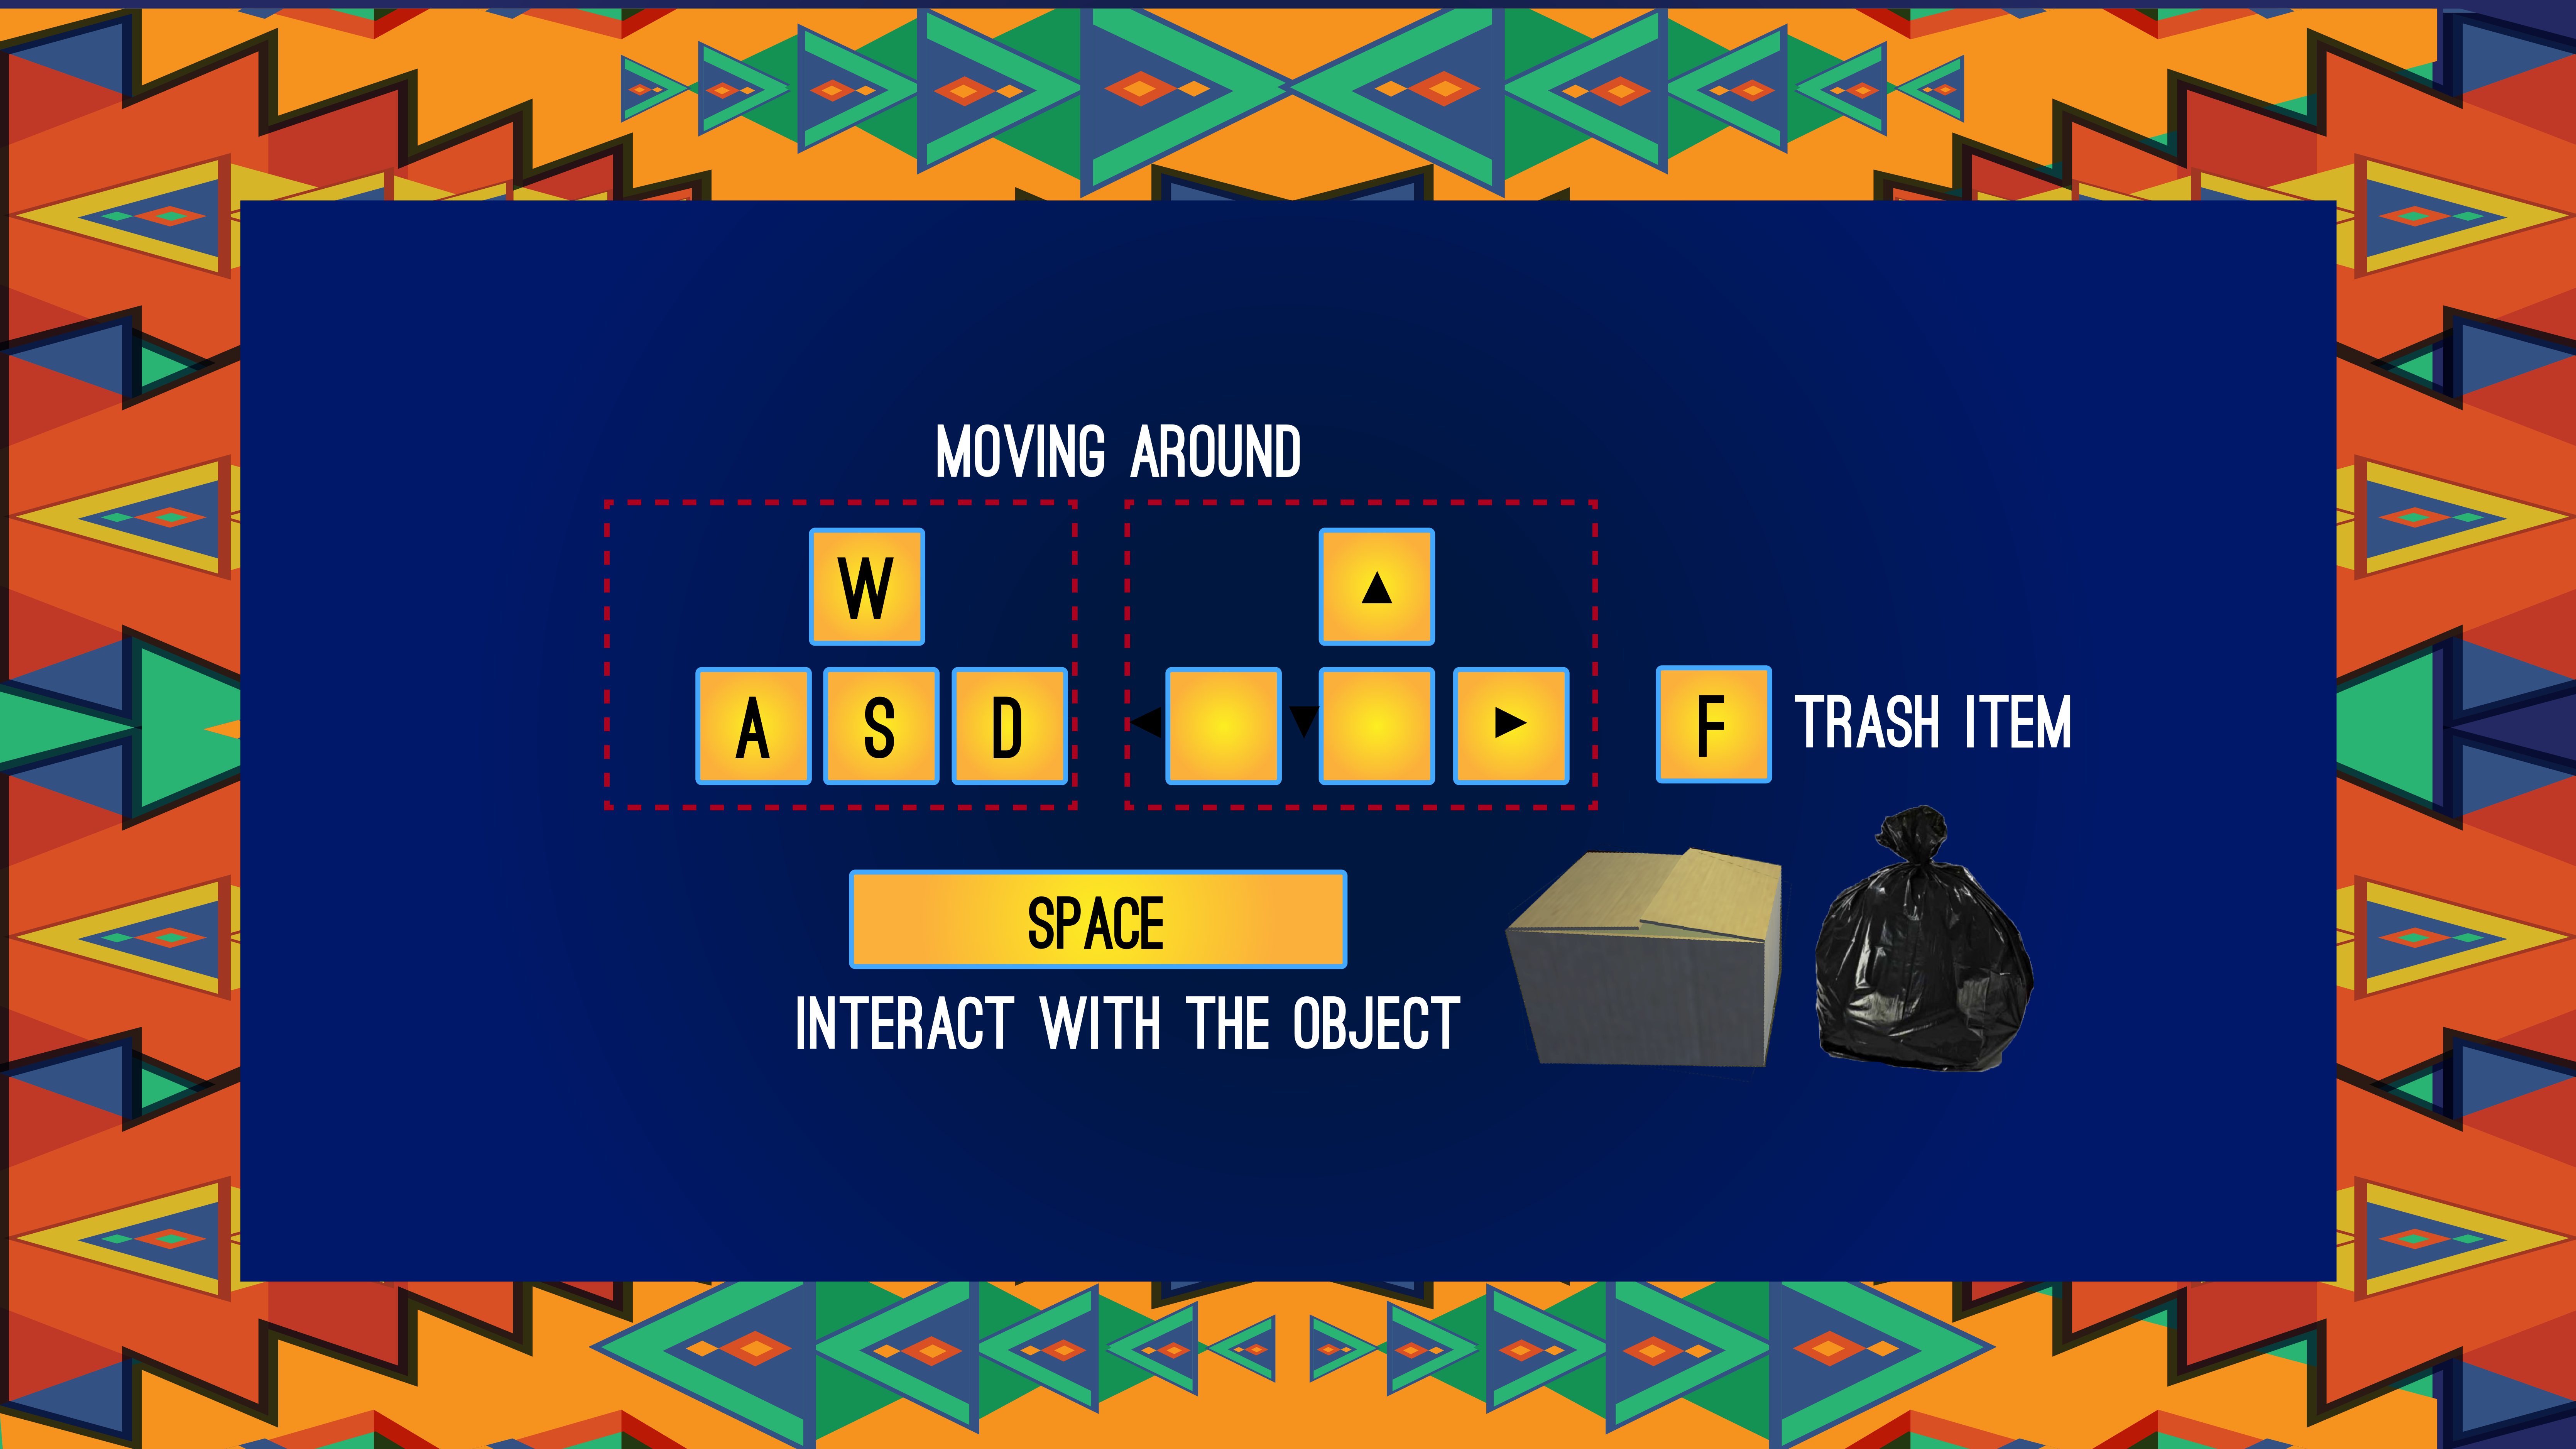 MOVING AROUND
W
▲
A S D
◀ ▼ ▶
F TRASH ITEM
SPACE
INTERACT WITH THE OBJECT